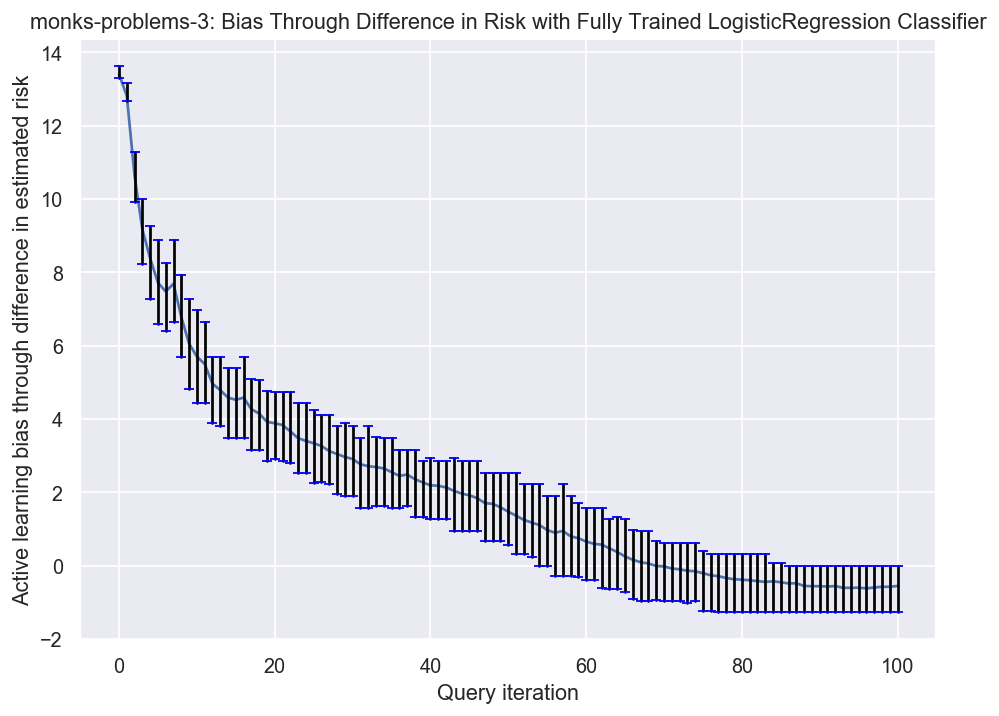 monks-problems-3: Bias Through Difference in Risk with Fully Trained LogisticRegression Classifier
Active learning bias through difference in estimated risk
14
12
10
8
6
4
2
0
−2
0 20 40 60 80 100
Query iteration